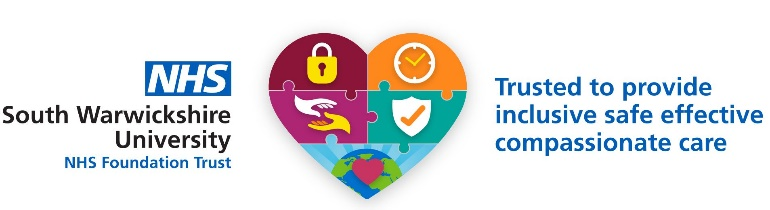 NHS
South Warwickshire
University
NHS Foundation Trust
Trusted to provide
inclusive safe effective
compassionate care